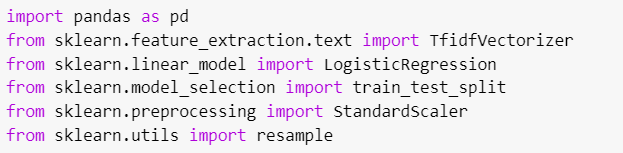 import pandas as pd
from sklearn.feature_extraction.text import TfidfVectorizer
from sklearn.linear_model import LogisticRegression
from sklearn.model_selection import train_test_split
from sklearn.preprocessing import StandardScaler
from sklearn.utils import resample